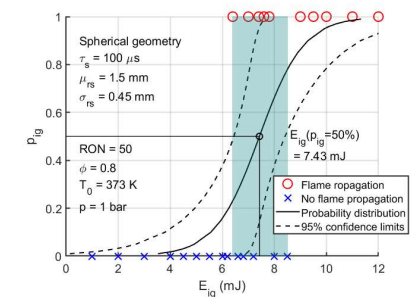 1
0.8
0.6
0.4
0.2
0
p_ig
Spherical geometry
τ_s = 100 μs
μ_rs = 1.5 mm
σ_rs = 0.45 mm
E_ig(p_ig=50%)
= 7.43 mJ
RON = 50
ϕ = 0.8
T_0 = 373 K
p = 1 bar
Flame ropagation
No flame propagation
Probability distribution
95% confidence limits
0 2 4 6 8 10 12
E_ig (mJ)